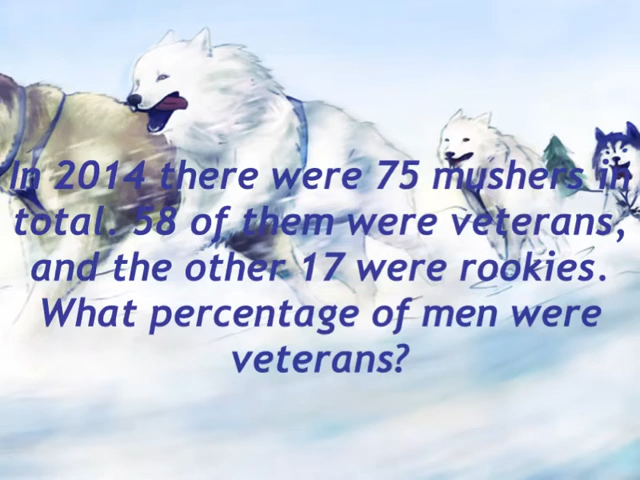 In 2014 there were 75 mushers in
total. 58 of them were veterans,
and the other 17 were rookies.
What percentage of men were
veterans?